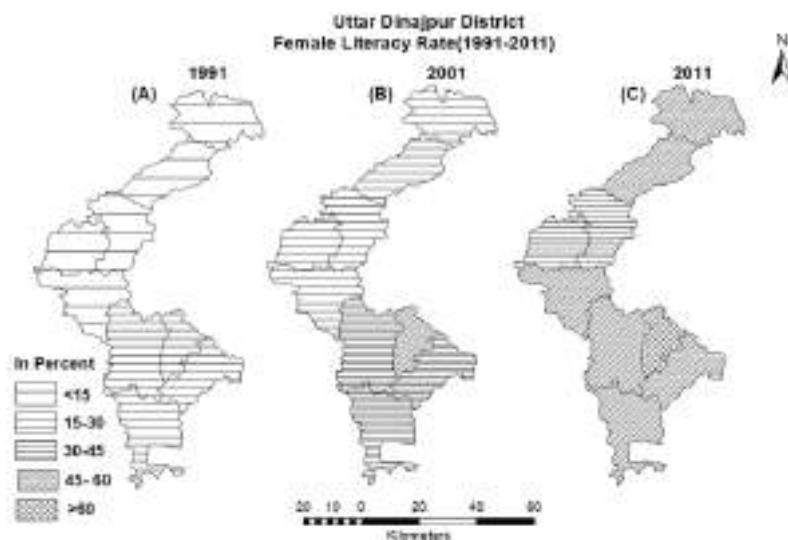 Uttar Dinajpur District
Female Literacy Rate(1991-2011)
N
1991
2001
2011
(A)
(B)
(C)
In Percent
<15
15-30
30-45
45- 60
>60
20 0 20 40 60
Kilometers